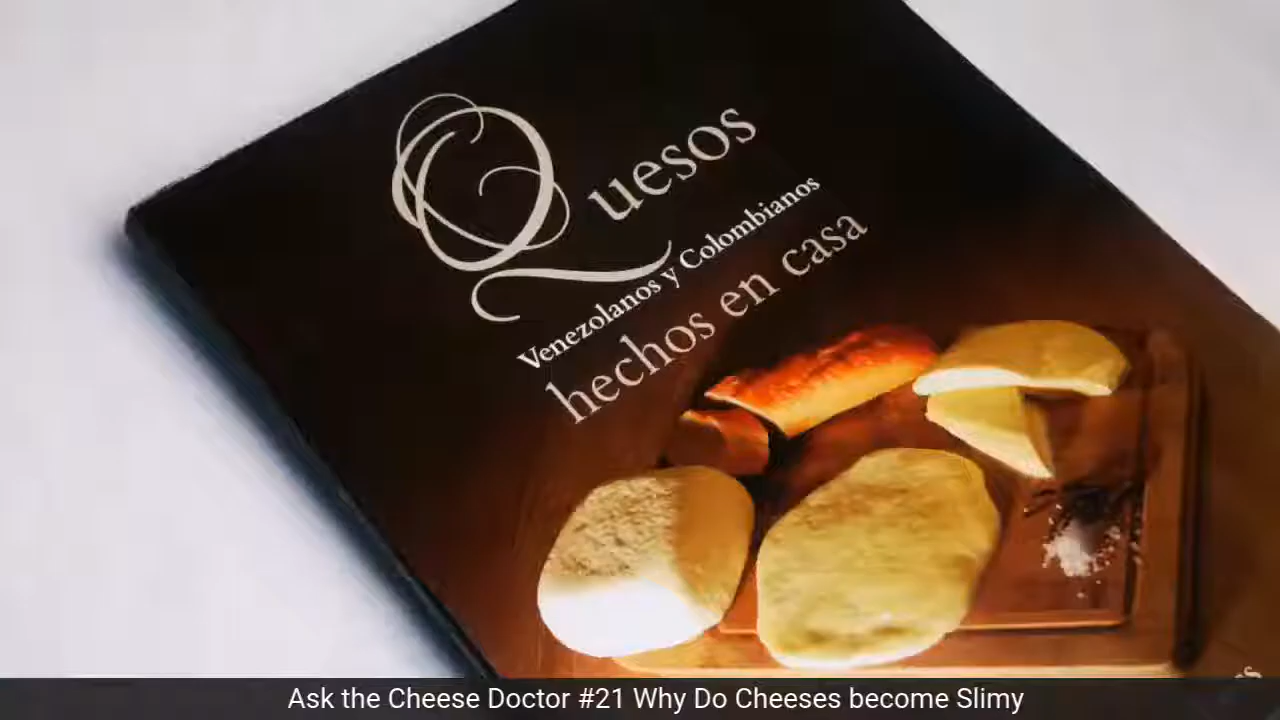 Quesos
Venezolanos y Colombianos
hechos en casa
Ask the Cheese Doctor #21 Why Do Cheeses become Slimy